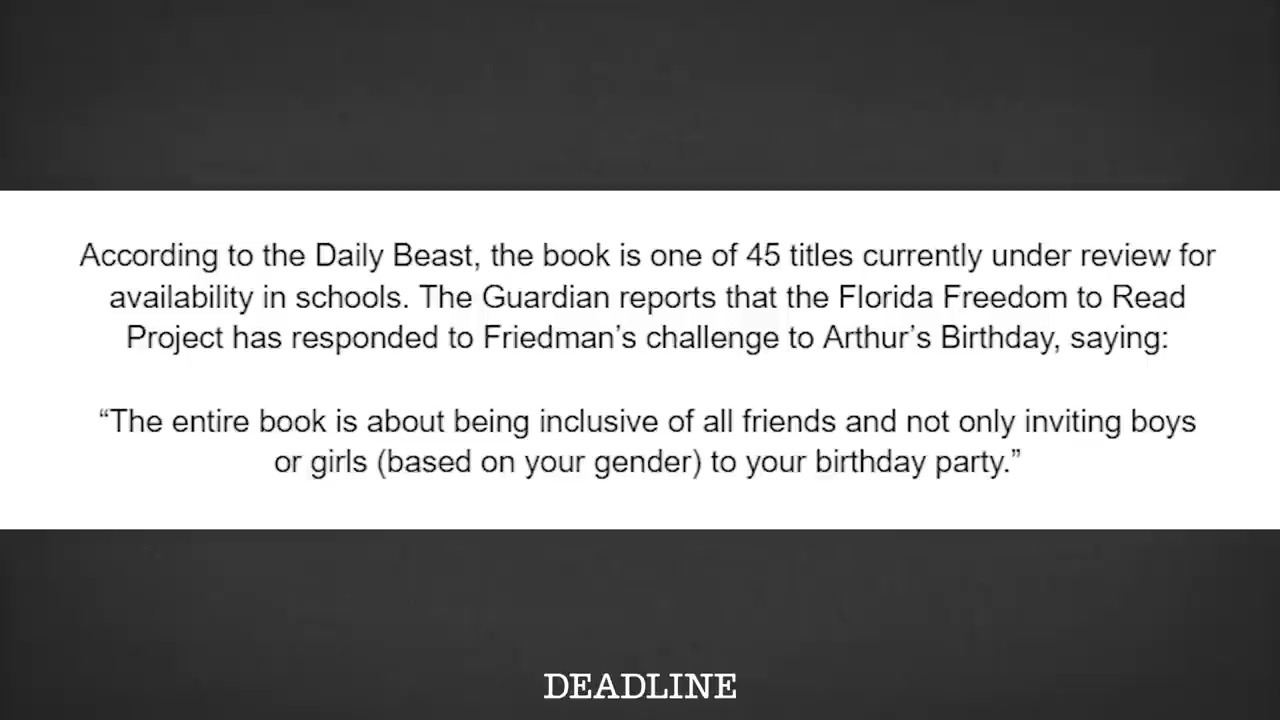 According to the Daily Beast, the book is one of 45 titles currently under review for
availability in schools. The Guardian reports that the Florida Freedom to Read
Project has responded to Friedman’s challenge to Arthur’s Birthday, saying:
“The entire book is about being inclusive of all friends and not only inviting boys
or girls (based on your gender) to your birthday party.”
DEADLINE